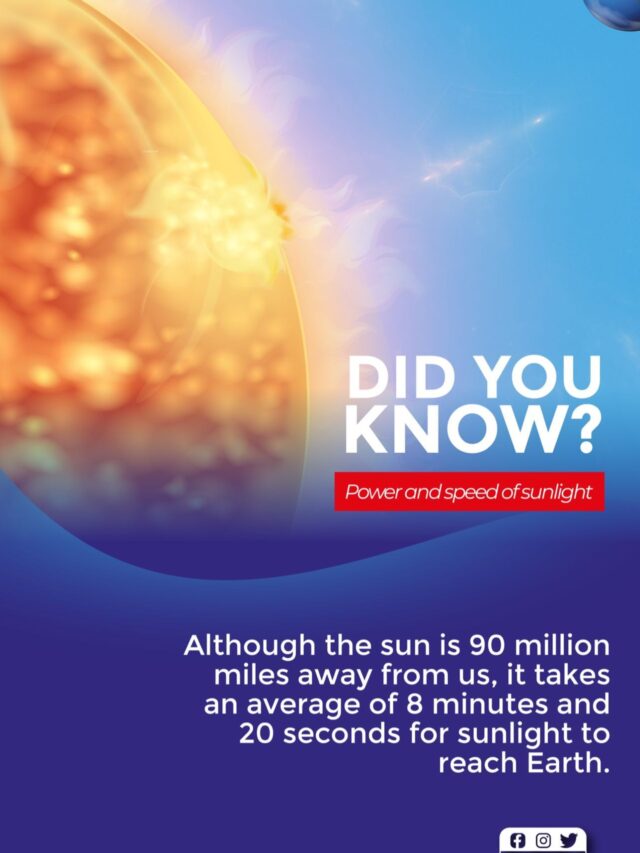 DID YOU
KNOW?
Power and speed of sunlight
Although the sun is 90 million
miles away from us, it takes
an average of 8 minutes and
20 seconds for sunlight to
reach Earth.